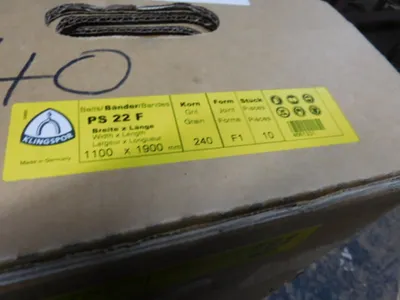 40
KLINGSPOR
Made in Germany
Belts/Bänder/Bandes
PS 22 F
Breite x Länge
Width x Length
Largeur x Longueur
1100 x 1900 mm
Korn
Grit
Grain
240
Form
Joint
Forme
F1
Stück
Pieces
Pièces
10